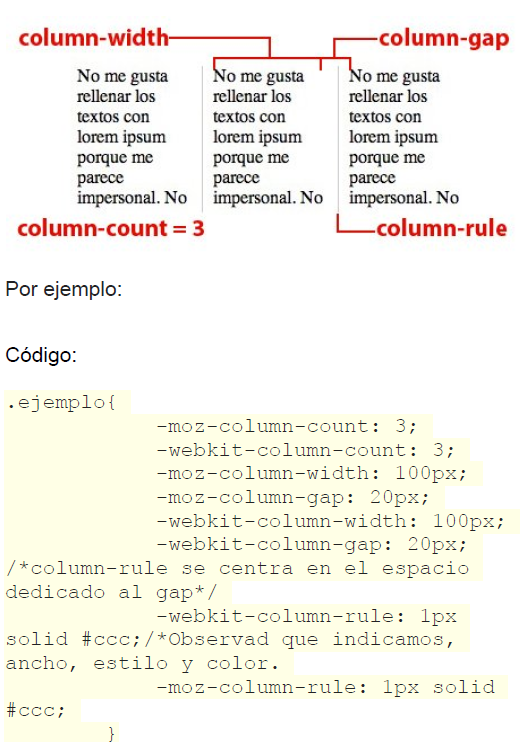 column-width column-gap
No me gusta No me gusta No me gusta
rellenar los rellenar los rellenar los
textos con textos con textos con
lorem ipsum lorem ipsum lorem ipsum
porque me porque me porque me
parece parece parece
impersonal. No impersonal. No impersonal. No
column-count = 3 column-rule
Por ejemplo:
Código:
.ejemplo{
-moz-column-count: 3;
-webkit-column-count: 3;
-moz-column-width: 100px;
-moz-column-gap: 20px;
-webkit-column-width: 100px;
-webkit-column-gap: 20px;
/*column-rule se centra en el espacio
dedicado al gap*/
-webkit-column-rule: 1px
solid #ccc;/*Observad que indicamos,
ancho, estilo y color.
-moz-column-rule: 1px solid
#ccc;
}